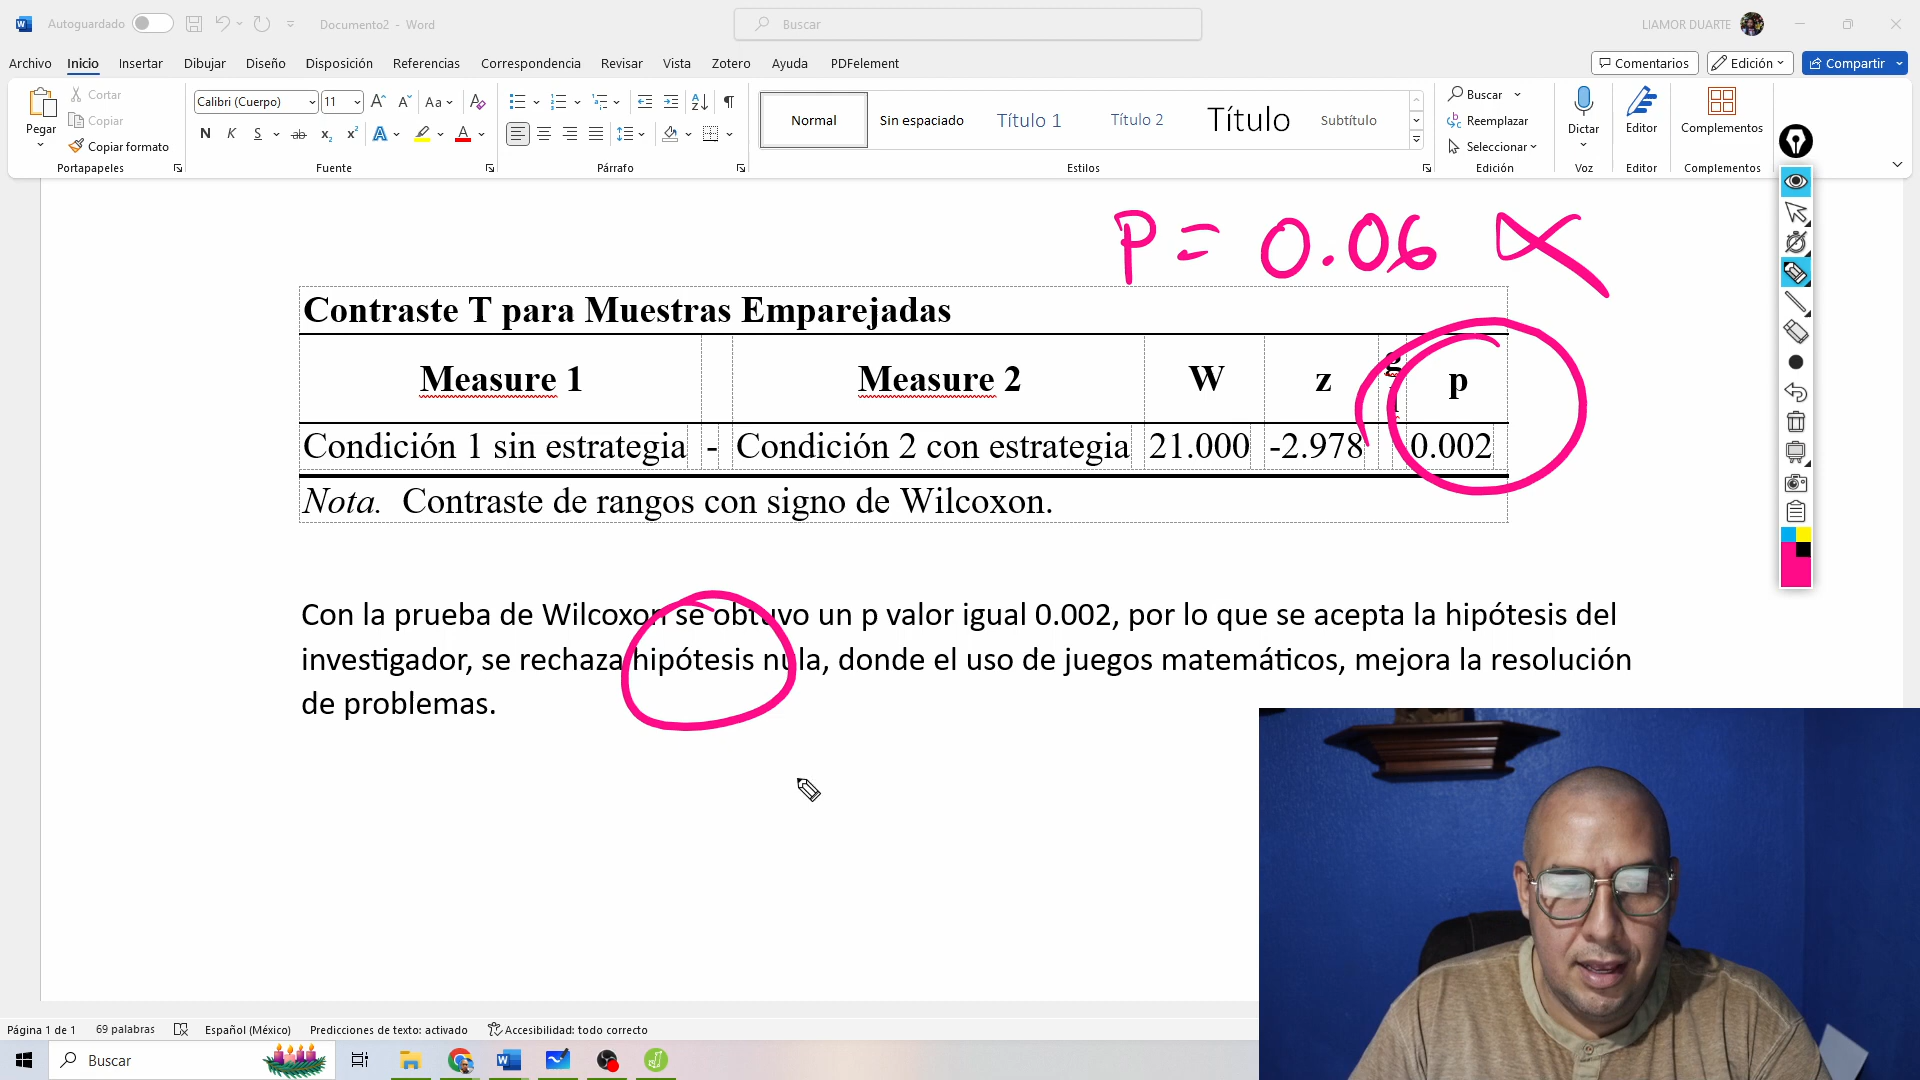 Autoguardado
Documento2 - Word
Buscar
LIAMOR DUARTE
Archivo Inicio Insertar Dibujar Diseño Disposición Referencias Correspondencia Revisar Vista Zotero Ayuda PDFelement
Comentarios Edición Compartir
Pegar
Cortar
Copiar
Copiar formato
Portapapeles
Calibri (Cuerpo) 11
Aa
N K S ab x₂ x²
A A
Fuente
Párrafo
Normal
Sin espaciado
Título 1
Título 2
Título
Subtítulo
Estilos
Buscar
Reemplazar
Seleccionar
Edición
Dictar
Voz
Editor
Editor
Complementos
Complementos
P = 0.06 ∝
Contraste T para Muestras Emparejadas
Measure 1 Measure 2 W z gl p
Condición 1 sin estrategia - Condición 2 con estrategia 21.000 -2.978 0.002
Nota. Contraste de rangos con signo de Wilcoxon.
Con la prueba de Wilcoxon se obtuvo un p valor igual 0.002, por lo que se acepta la hipótesis del
investigador, se rechaza hipótesis nula, donde el uso de juegos matemáticos, mejora la resolución
de problemas.
Página 1 de 1 69 palabras Español (México) Predicciones de texto: activado Accesibilidad: todo correcto
Buscar